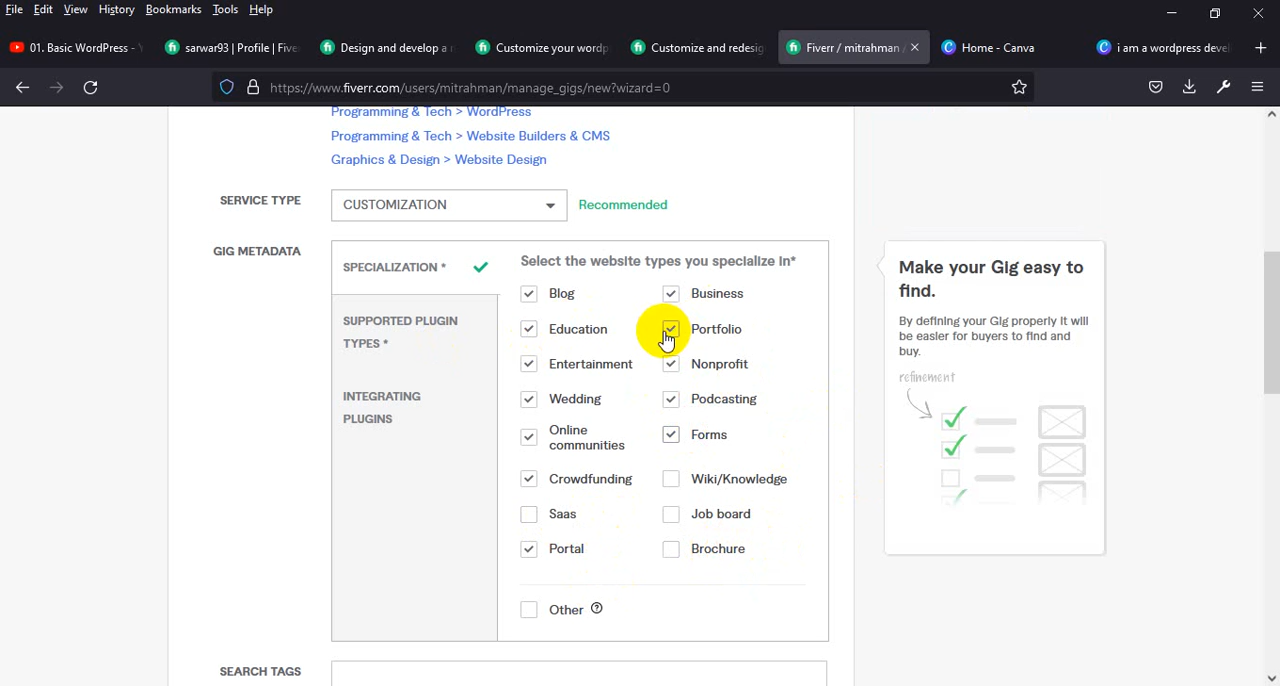 File Edit View History Bookmarks Tools Help
01. Basic WordPress -
sarwar93 | Profile | Five
Design and develop a
Customize your wordp
Customize and redesig
Fiverr / mitrahman /
Home - Canva
i am a wordpress devel
https://www.fiverr.com/users/mitrahman/manage_gigs/new?wizard=0
Programming & Tech > WordPress
Programming & Tech > Website Builders & CMS
Graphics & Design > Website Design
SERVICE TYPE
CUSTOMIZATION
Recommended
GIG METADATA
SPECIALIZATION *
SUPPORTED PLUGIN
TYPES *
INTEGRATING
PLUGINS
Select the website types you specialize in*
Blog
Business
Education
Portfolio
Entertainment
Nonprofit
Wedding
Podcasting
Online
communities
Forms
Crowdfunding
Wiki/Knowledge
Saas
Job board
Portal
Brochure
Other
Make your Gig easy to
find.
By defining your Gig properly it will
be easier for buyers to find and
buy.
refinement
SEARCH TAGS